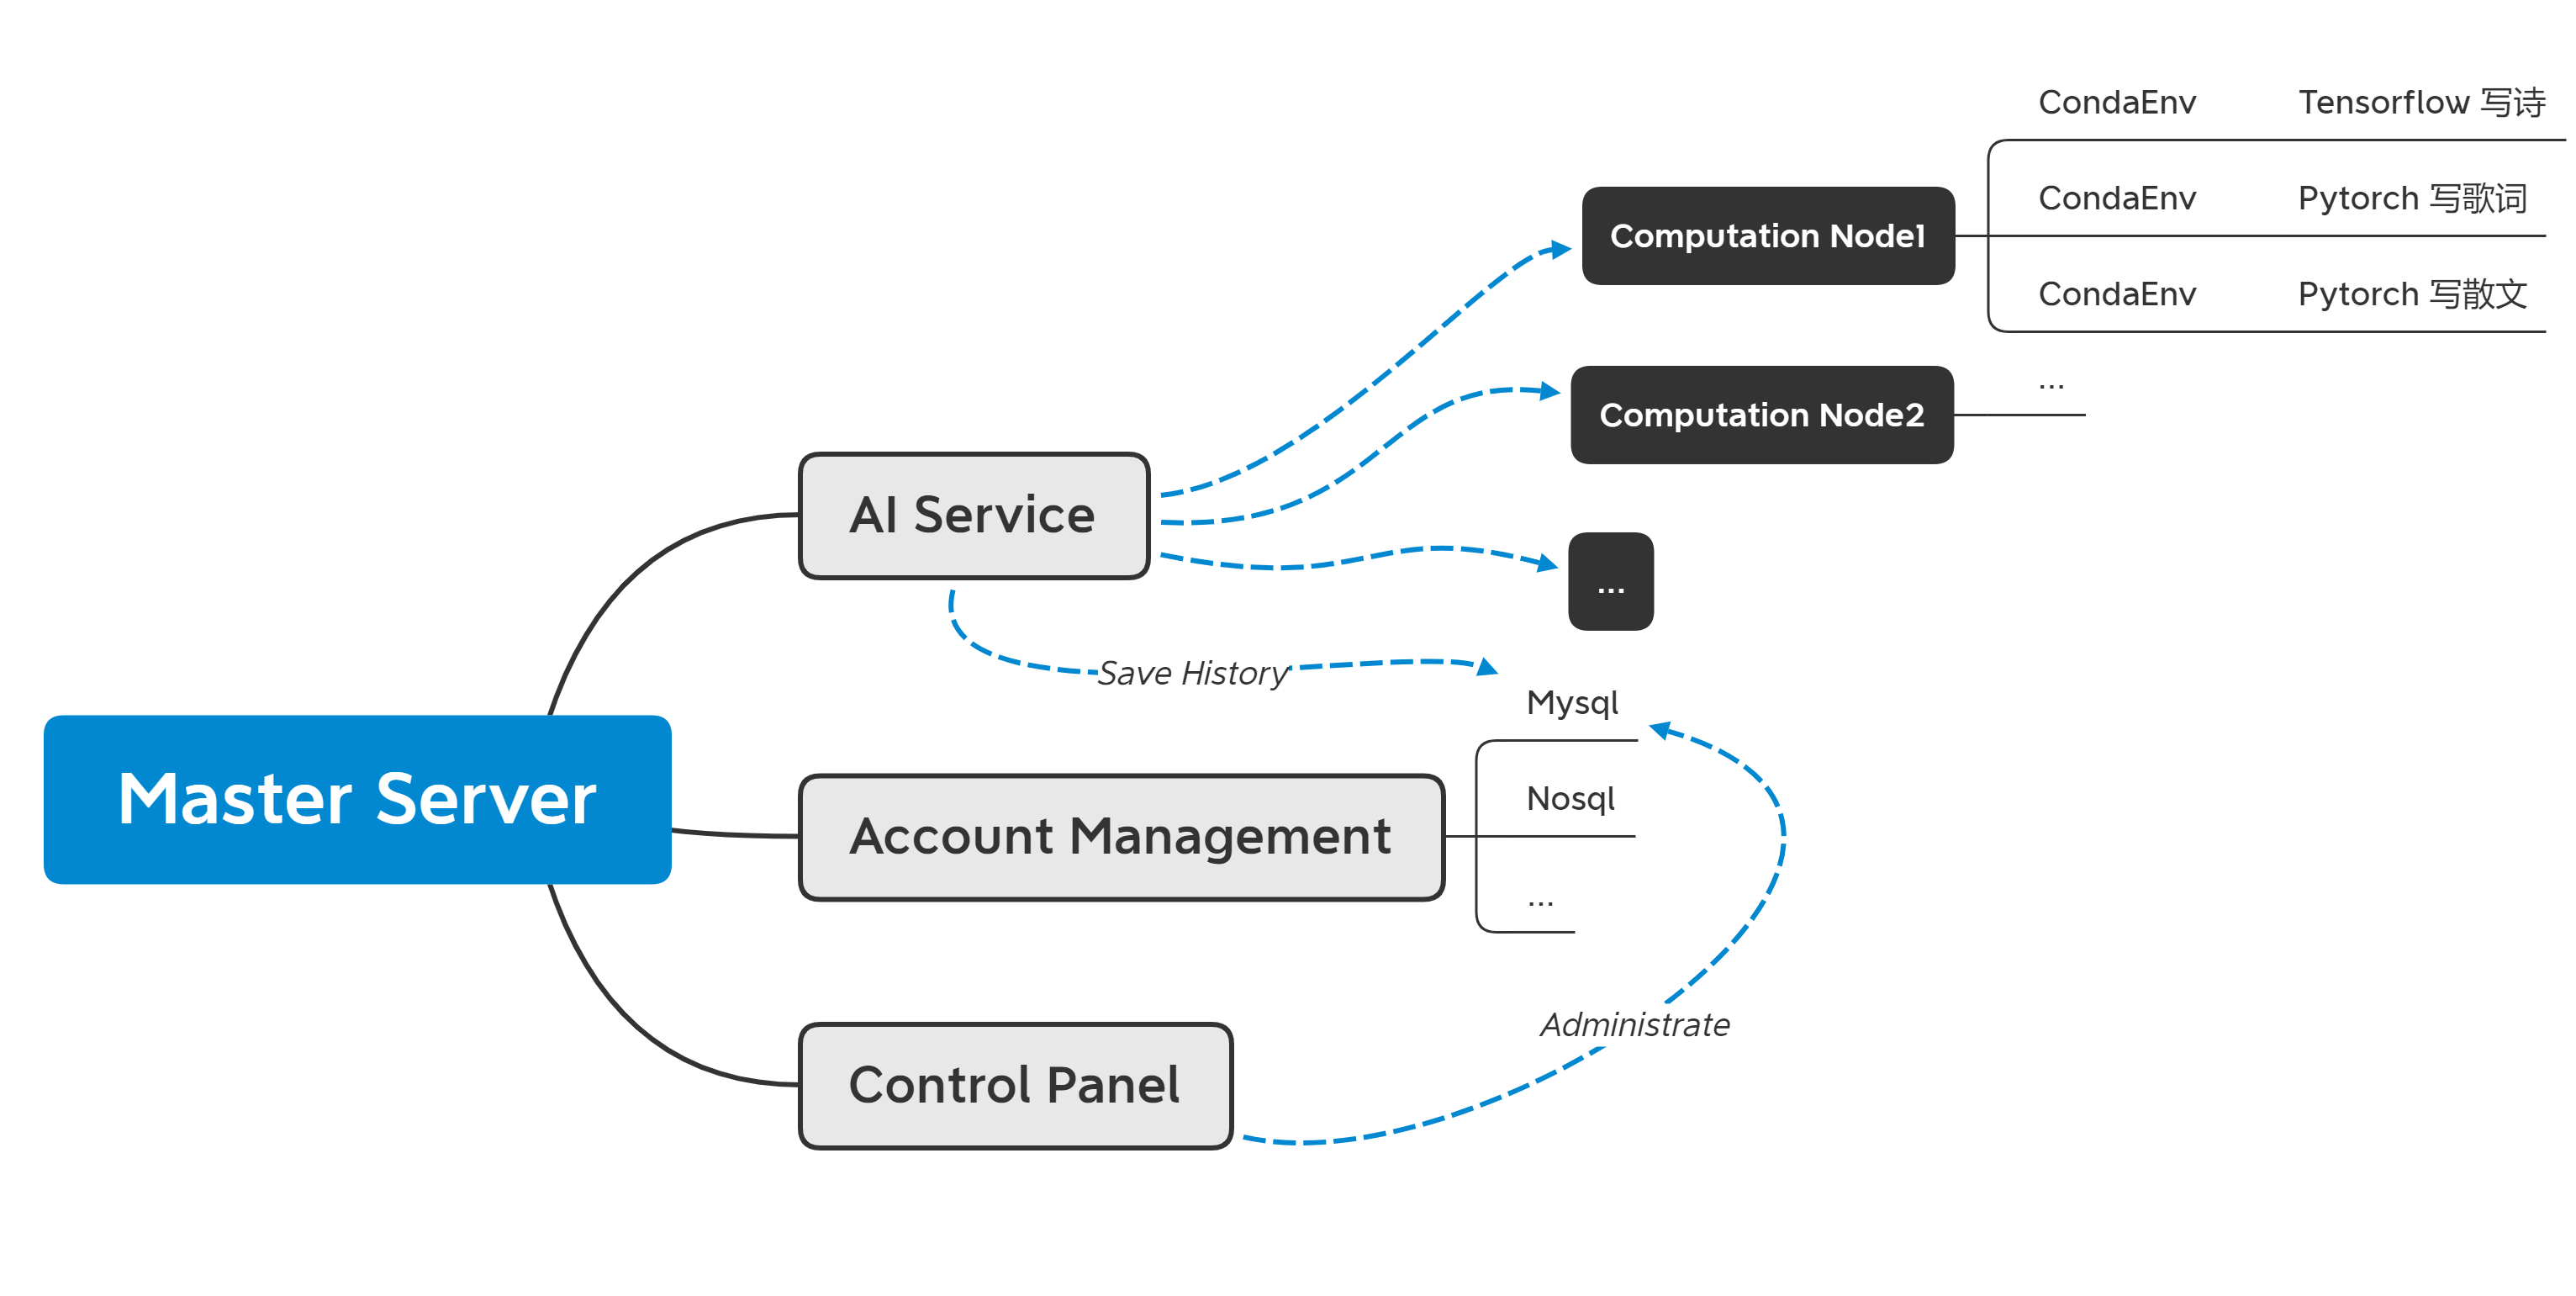 CondaEnv Tensorflow 写诗
CondaEnv Pytorch 写歌词
Computation Node1
CondaEnv Pytorch 写散文
...
Computation Node2
AI Service
...
Save History
Mysql
Master Server
Nosql
Account Management
...
Administrate
Control Panel